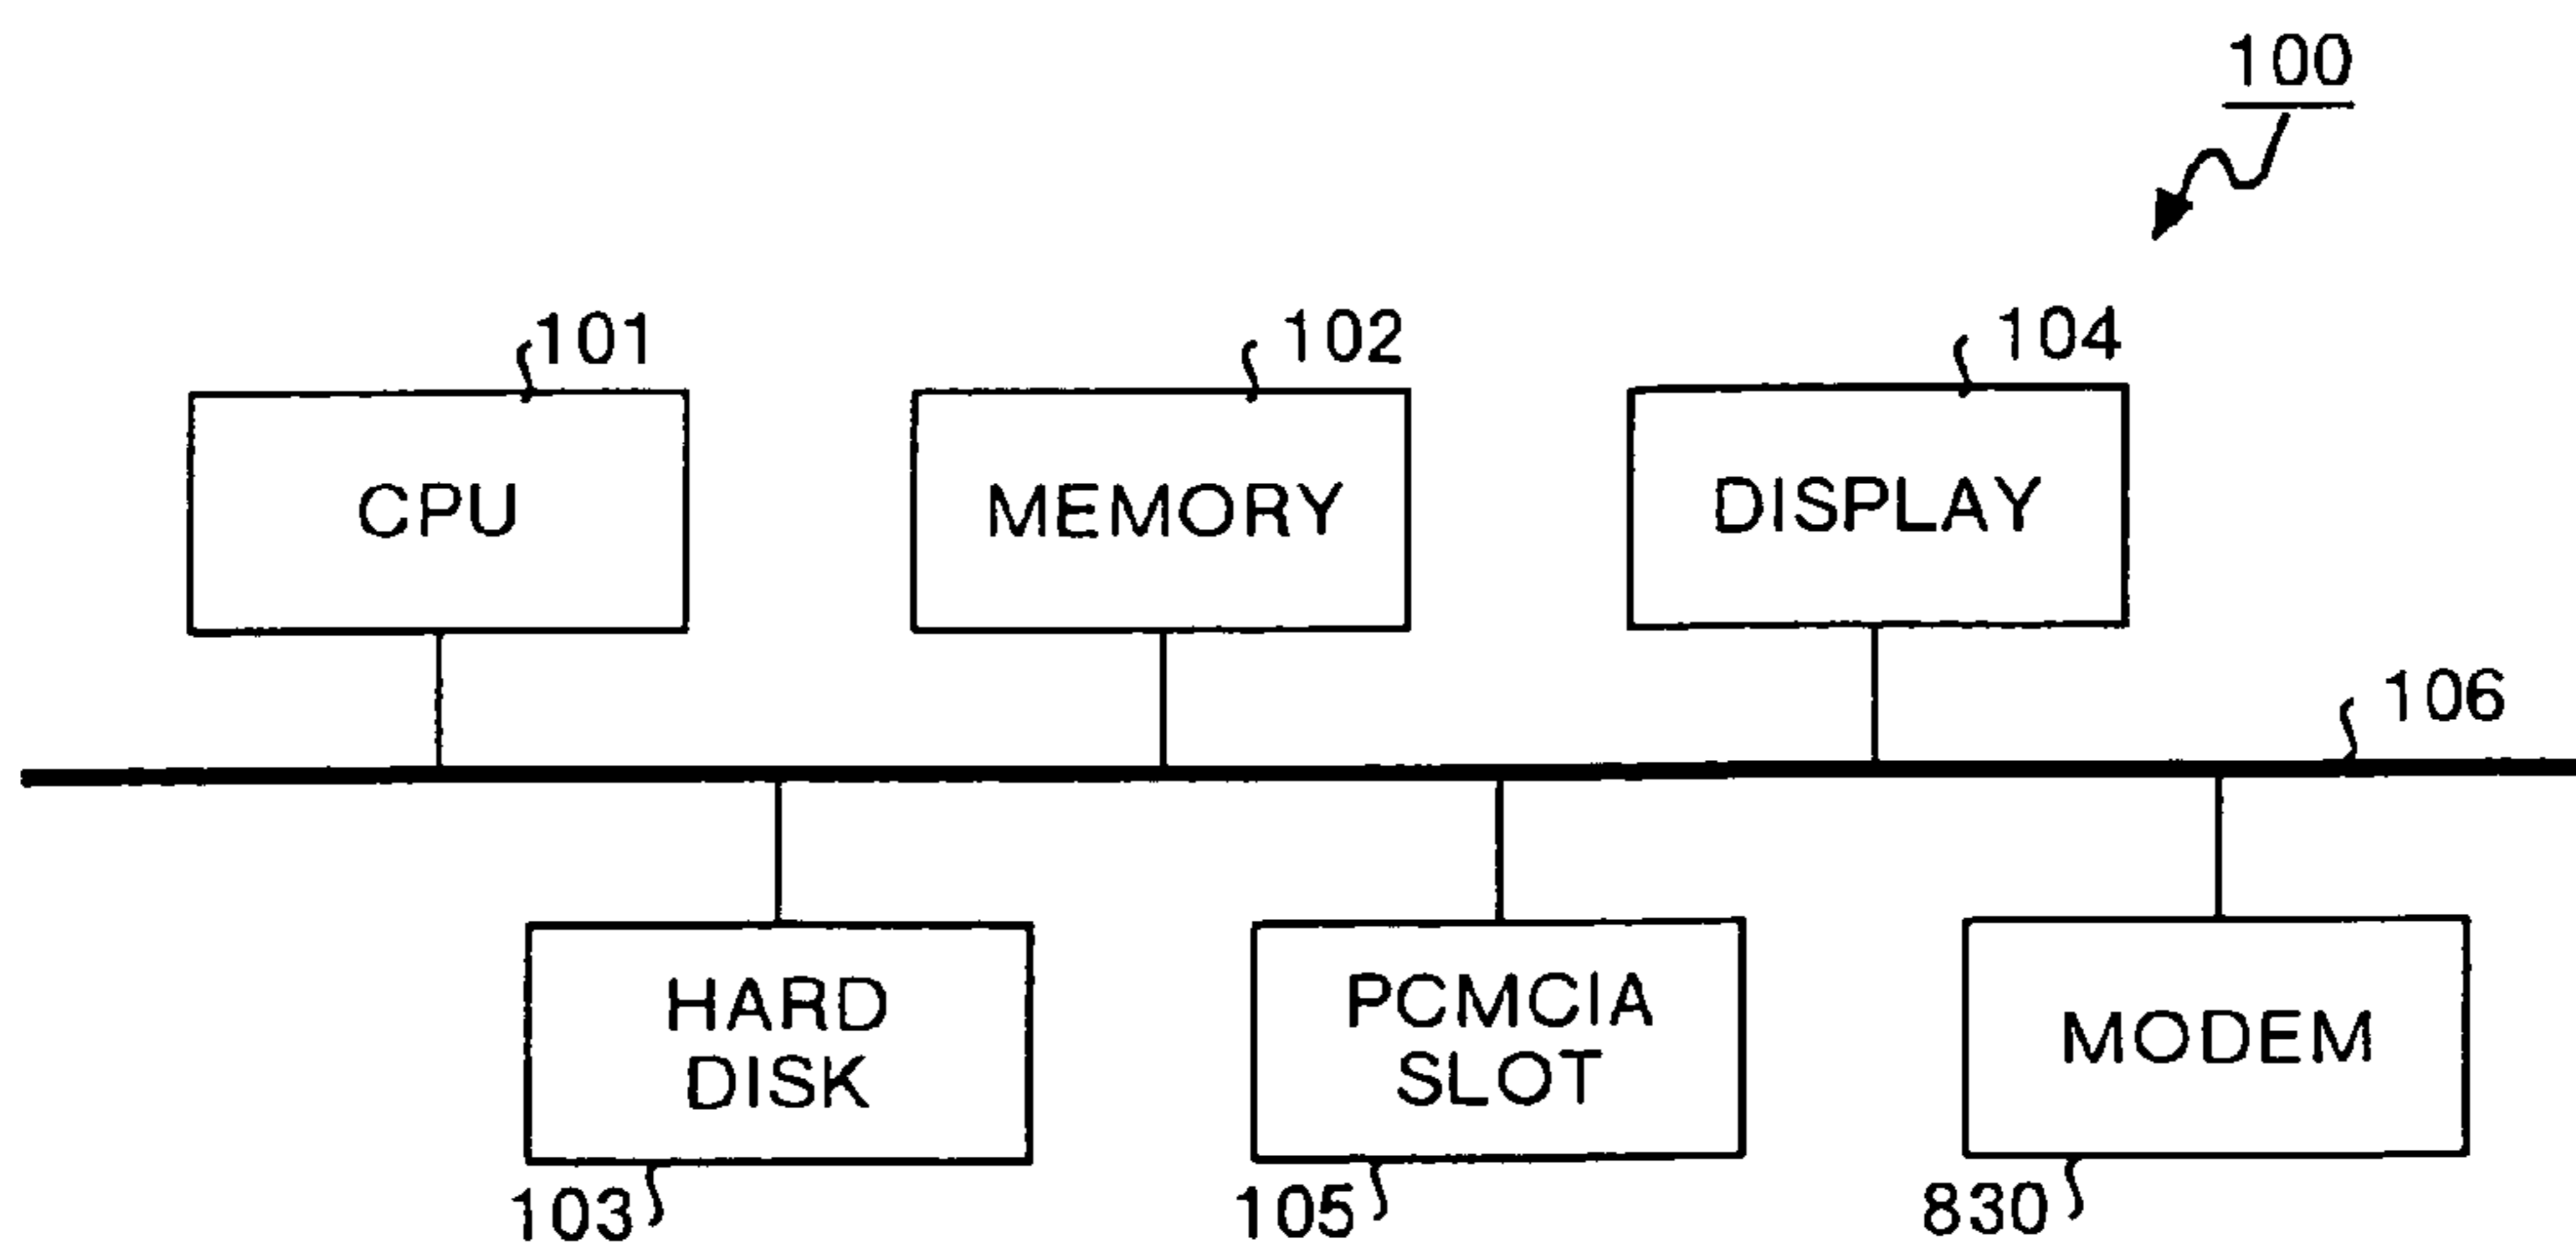 100
101
102
104
CPU
MEMORY
DISPLAY
106
HARD
DISK
PCMCIA
SLOT
MODEM
103
105
830